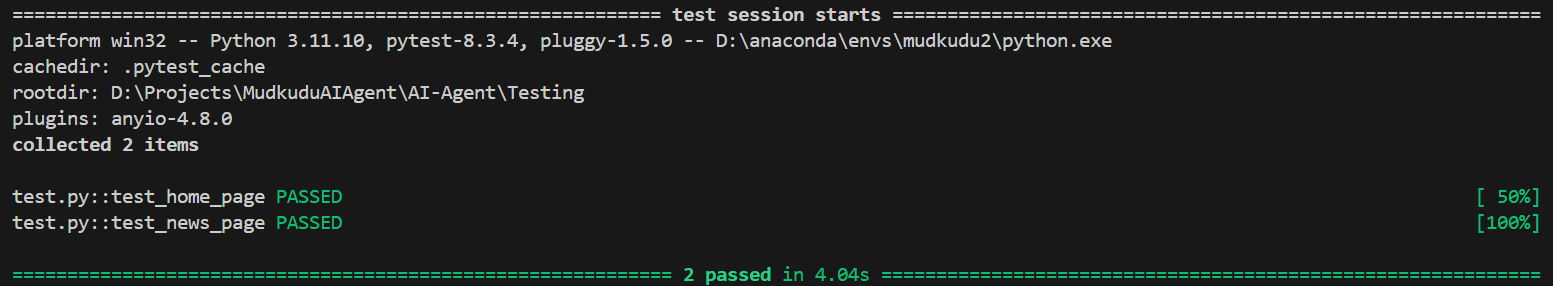 =========================================================== test session starts ===========================================================
platform win32 -- Python 3.11.10, pytest-8.3.4, pluggy-1.5.0 -- D:\anaconda\envs\mudkudu2\python.exe
cachedir: .pytest_cache
rootdir: D:\Projects\MudkuduAIAgent\AI-Agent\Testing
plugins: anyio-4.8.0
collected 2 items
test.py::test_home_page PASSED [ 50%]
test.py::test_news_page PASSED [100%]
============================================================ 2 passed in 4.04s ============================================================